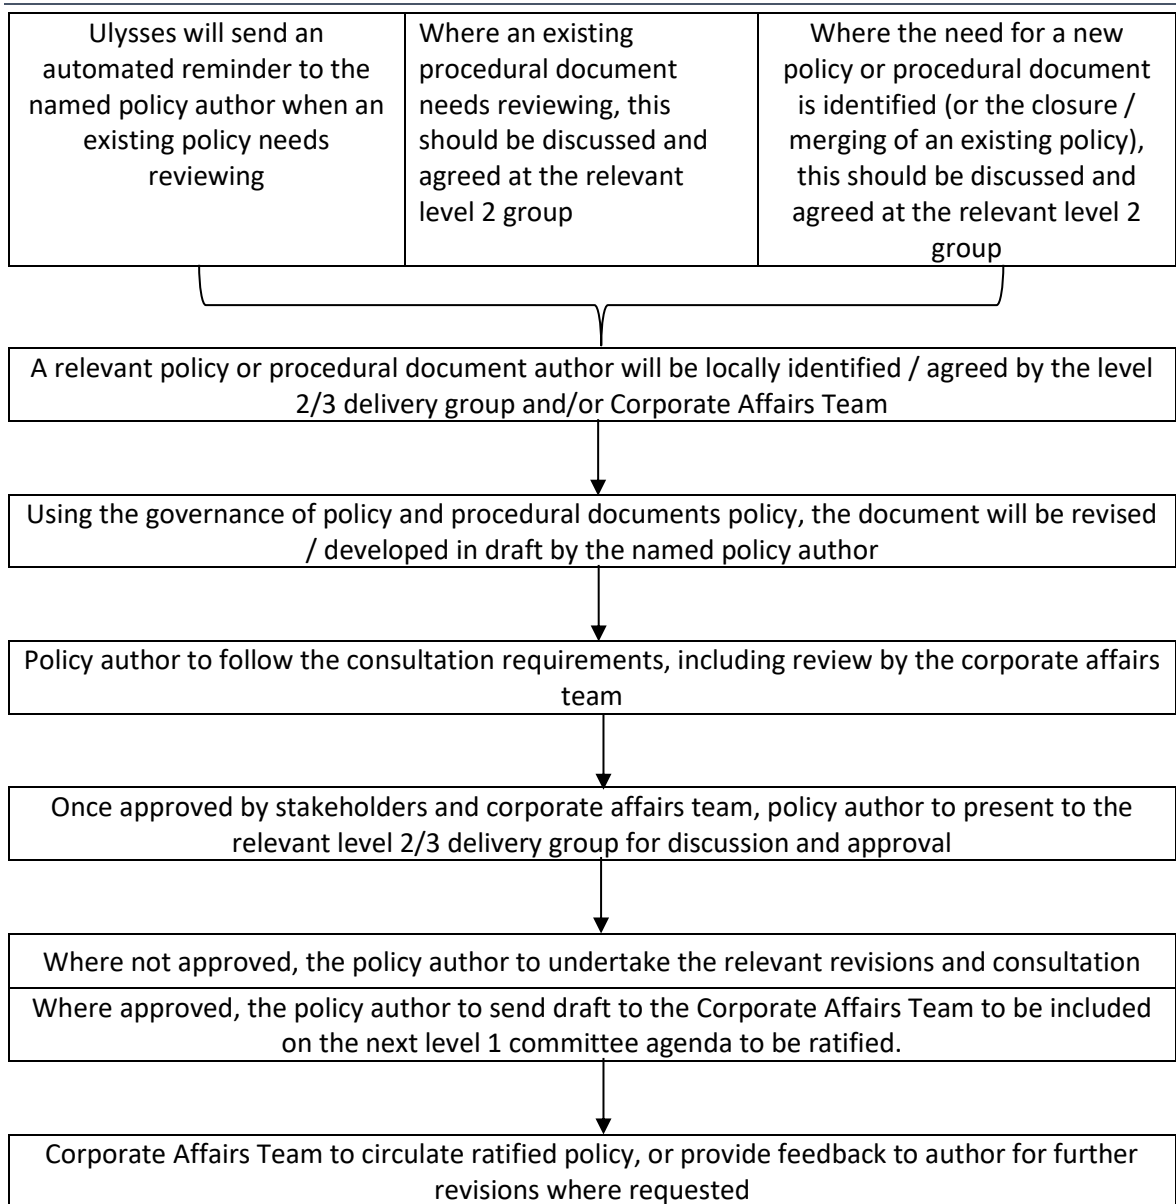 Ulysses will send an
automated reminder to the
named policy author when an
existing policy needs
reviewing
Where an existing
procedural document
needs reviewing, this
should be discussed and
agreed at the relevant
level 2 group
Where the need for a new
policy or procedural document
is identified (or the closure /
merging of an existing policy),
this should be discussed and
agreed at the relevant level 2
group
A relevant policy or procedural document author will be locally identified / agreed by the level
2/3 delivery group and/or Corporate Affairs Team
Using the governance of policy and procedural documents policy, the document will be revised
/ developed in draft by the named policy author
Policy author to follow the consultation requirements, including review by the corporate affairs
team
Once approved by stakeholders and corporate affairs team, policy author to present to the
relevant level 2/3 delivery group for discussion and approval
Where not approved, the policy author to undertake the relevant revisions and consultation
Where approved, the policy author to send draft to the Corporate Affairs Team to be included
on the next level 1 committee agenda to be ratified.
Corporate Affairs Team to circulate ratified policy, or provide feedback to author for further
revisions where requested